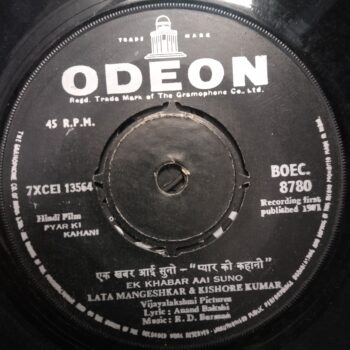 TRADE MARK
ODEON
Regd. Trade Mark of The Gramophone Co., Ltd.
45 R.P.M.
7XCEI 13564
BOEC.
8780
Recording first
published 1971
Hindi Film
PYAR KI
KAHANI
एक खबर आई सुनो - "प्यार की कहानी"
EK KHABAR AAI SUNO
LATA MANGESHKAR & KISHORE KUMAR
Vijayalakshmi Pictures
Lyric: Anand Bakshi
Music: R. D. Burman